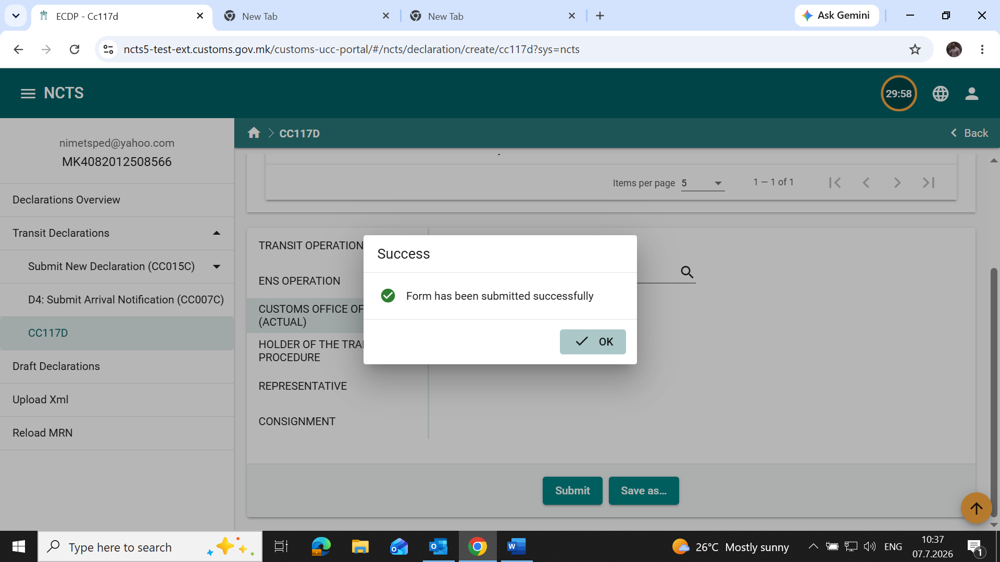 ECDP - Cc117d
New Tab
New Tab
Ask Gemini
ncts5-test-ext.customs.gov.mk/customs-ucc-portal/#/ncts/declaration/create/cc117d?sys=ncts
NCTS
29:58
nimetsped@yahoo.com
MK4082012508566
CC117D
Back
Declarations Overview
Transit Declarations
Submit New Declaration (CC015C)
D4: Submit Arrival Notification (CC007C)
CC117D
Draft Declarations
Upload Xml
Reload MRN
Items per page 5
1 – 1 of 1
TRANSIT OPERATION
ENS OPERATION
CUSTOMS OFFICE OF
(ACTUAL)
HOLDER OF THE
PROCEDURE
REPRESENTATIVE
CONSIGNMENT
Success
Form has been submitted successfully
OK
Submit
Save as...
Type here to search
26°C Mostly sunny
ENG
10:37
07.7.2026
1